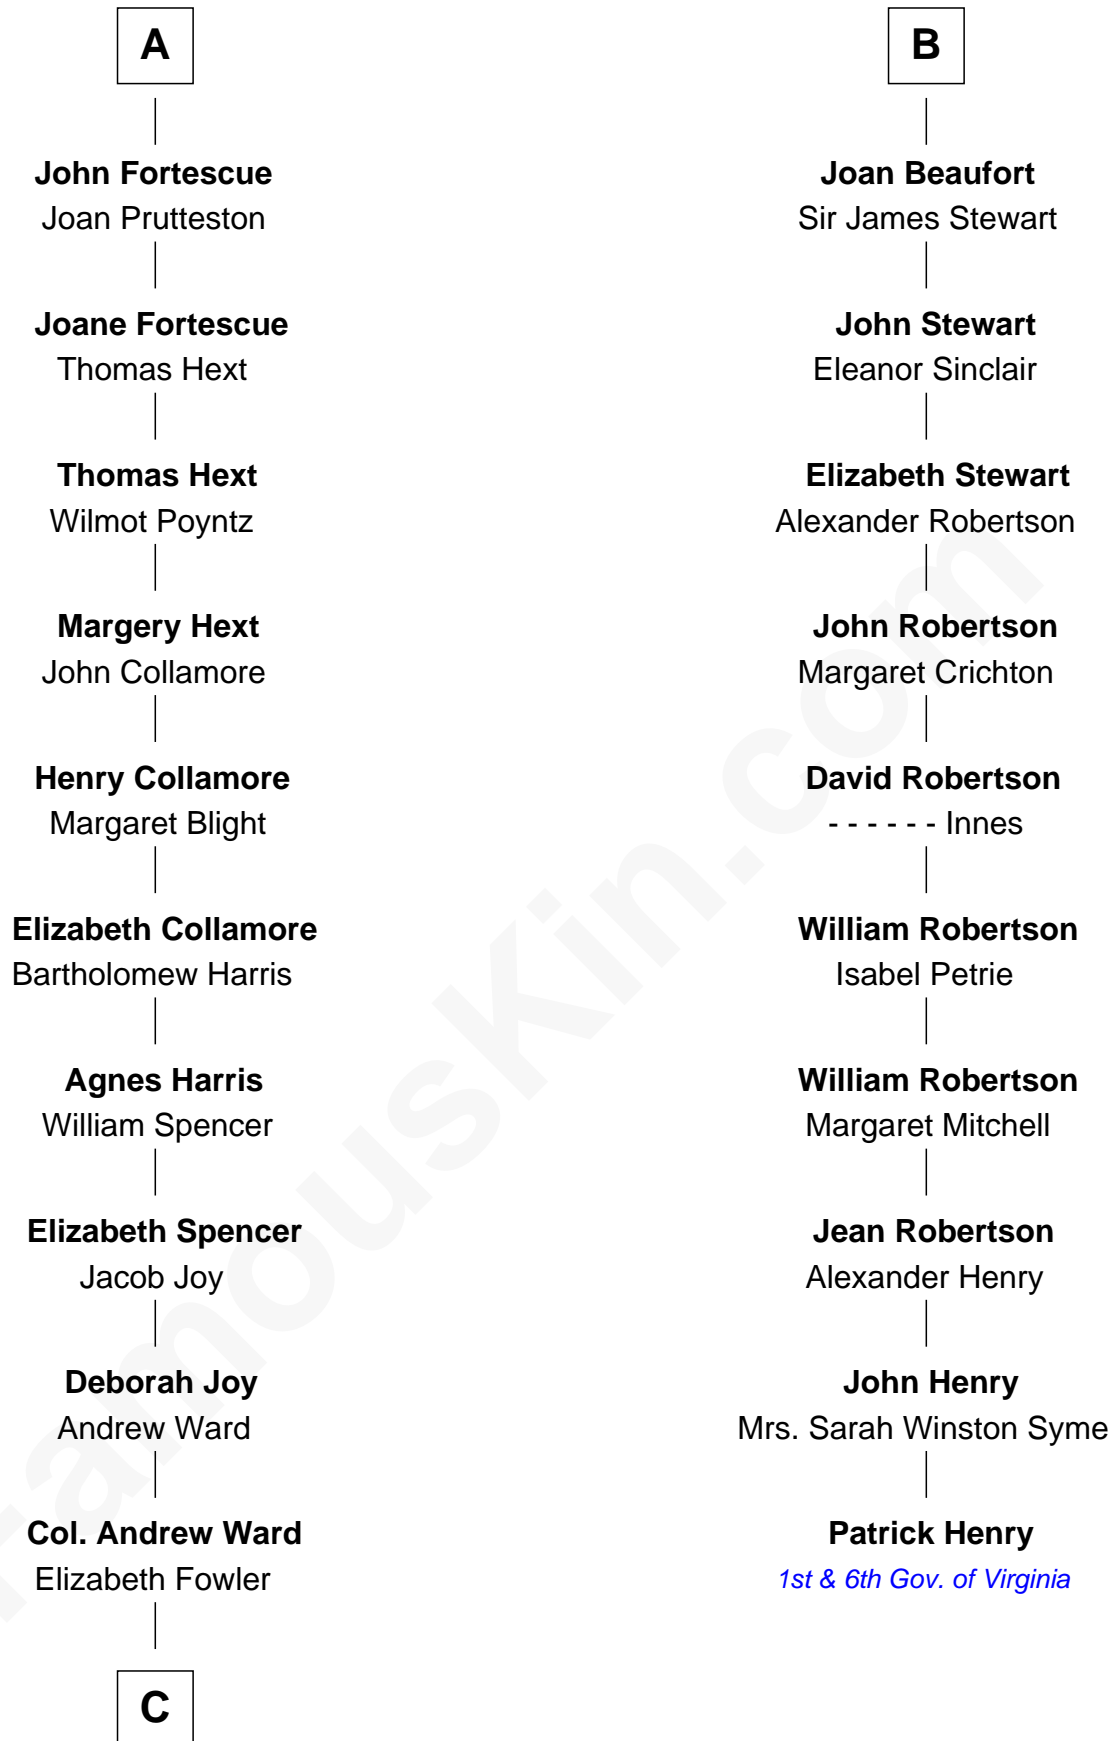 A
John Fortescue
Joan Prutteston
Joane Fortescue
Thomas Hext
Thomas Hext
Wilmot Poyntz
Margery Hext
John Collamore
Henry Collamore
Margaret Blight
Elizabeth Collamore
Bartholomew Harris
Agnes Harris
William Spencer
Elizabeth Spencer
Jacob Joy
Deborah Joy
Andrew Ward
Col. Andrew Ward
Elizabeth Fowler
C
B
Joan Beaufort
Sir James Stewart
John Stewart
Eleanor Sinclair
Elizabeth Stewart
Alexander Robertson
John Robertson
Margaret Crichton
David Robertson
- - - - - - Innes
William Robertson
Isabel Petrie
William Robertson
Margaret Mitchell
Jean Robertson
Alexander Henry
John Henry
Mrs. Sarah Winston Syme
Patrick Henry
1st & 6th Gov. of Virginia
FamousKin.com